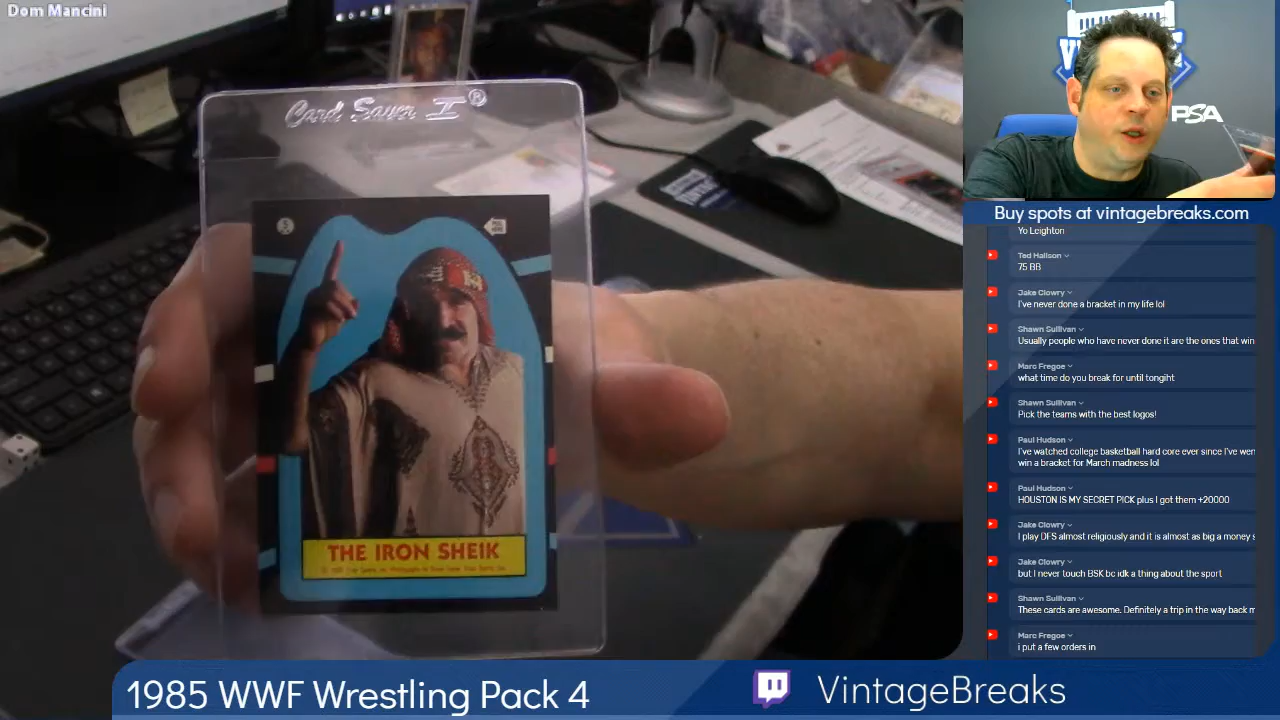 Dom Mancini
Card Saver I®
5
THE IRON SHEIK
PSA
Buy spots at vintagebreaks.com
Yo Leighton
Ted Hallson
75 BB
Jake Clowry
I've never done a bracket in my life lol
Shawn Sullivan
Usually people who have never done it are the ones that win
Marc Fregoe
what time do you break for until tongiht
Shawn Sullivan
Pick the teams with the best logos!
Paul Hudson
I've watched college basketball hard core ever since I've wen
win a bracket for March madness lol
Paul Hudson
HOUSTON IS MY SECRET PICK plus I got them +20000
Jake Clowry
I play DFS almost religiously and it is almost as big a money s
Jake Clowry
but I never touch BSK bc idk a thing about the sport
Shawn Sullivan
These cards are awesome. Definitely a trip in the way back m
Marc Fregoe
i put a few orders in
1985 WWF Wrestling Pack 4
VintageBreaks